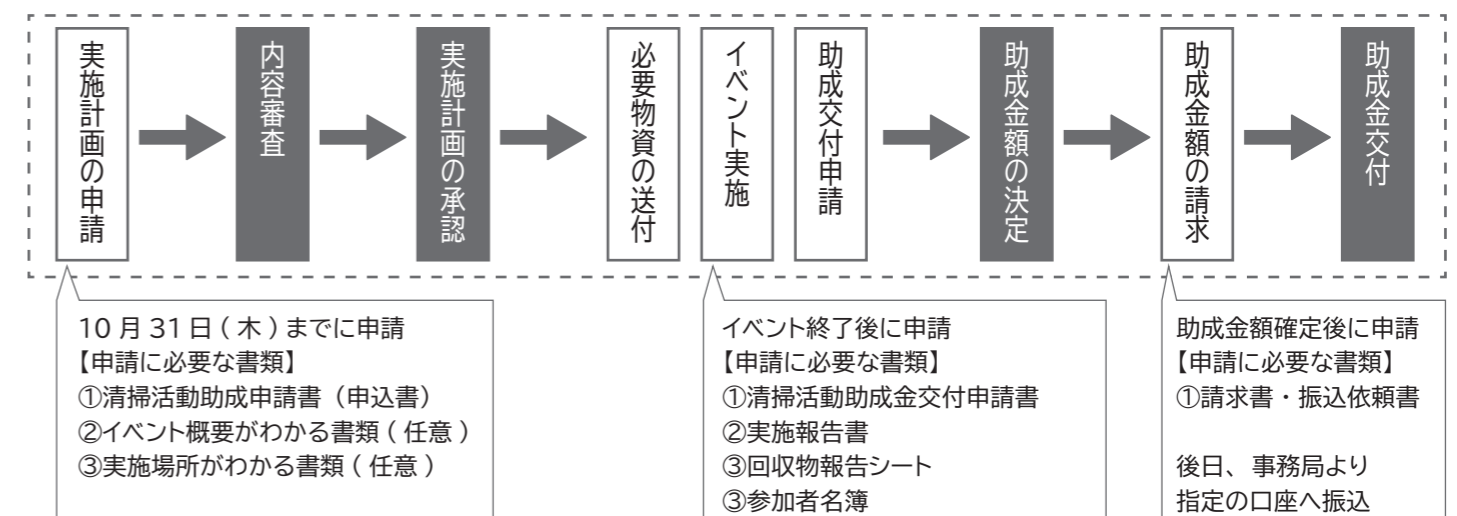 実施計画の申請
内容審査
実施計画の承認
必要物資の送付
イベント実施
助成交付申請
助成金額の決定
助成金額の請求
助成金交付
10月31日(木)までに申請
【申請に必要な書類】
①清掃活動助成申請書（申込書）
②イベント概要がわかる書類(任意)
③実施場所がわかる書類(任意)
イベント終了後に申請
【申請に必要な書類】
①清掃活動助成金交付申請書
②実施報告書
③回収物報告シート
③参加者名簿
助成金額確定後に申請
【申請に必要な書類】
①請求書・振込依頼書
後日、事務局より
指定の口座へ振込